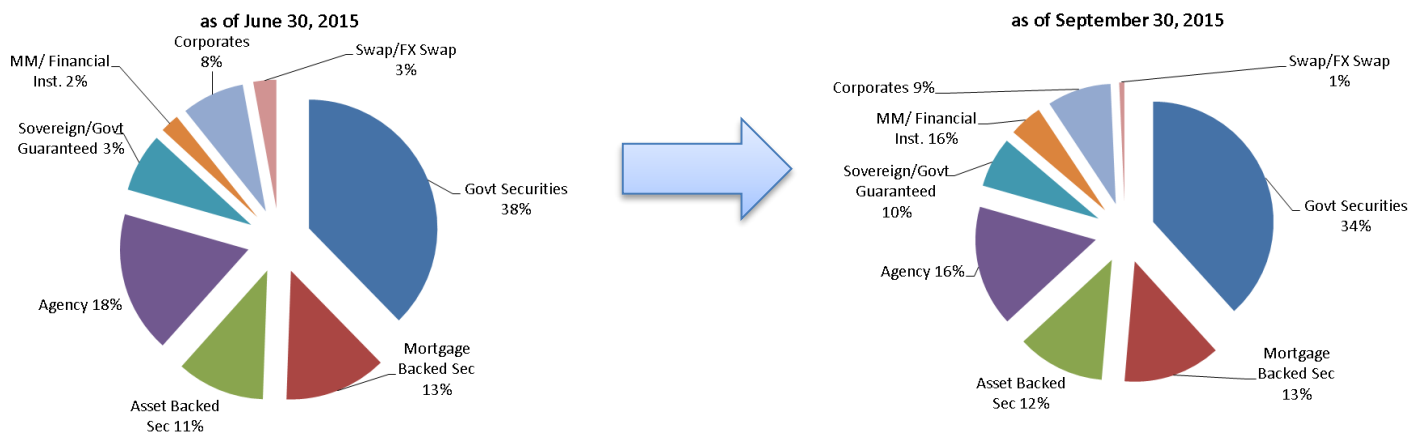 as of June 30, 2015
Corporates
8%
Swap/FX Swap
3%
MM/ Financial
Inst. 2%
Sovereign/Govt
Guaranteed 3%
Govt Securities
38%
Agency 18%
Mortgage
Backed Sec
13%
Asset Backed
Sec 11%
as of September 30, 2015
Swap/FX Swap
1%
Corporates 9%
MM/ Financial
Inst. 16%
Sovereign/Govt
Guaranteed
10%
Govt Securities
34%
Agency 16%
Mortgage
Backed Sec
13%
Asset Backed
Sec 12%